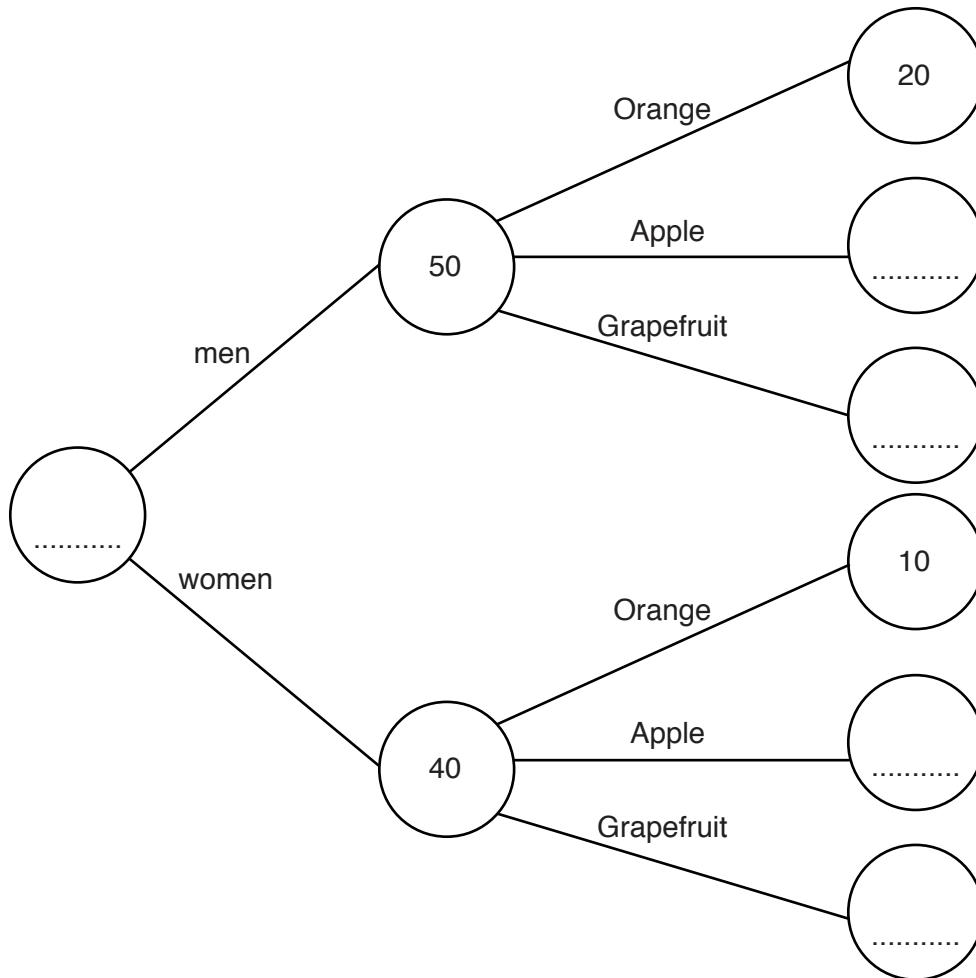 Orange
20
Apple
...........
50
Grapefruit
men
...........
...........
women
Orange
10
Apple
...........
40
Grapefruit
...........